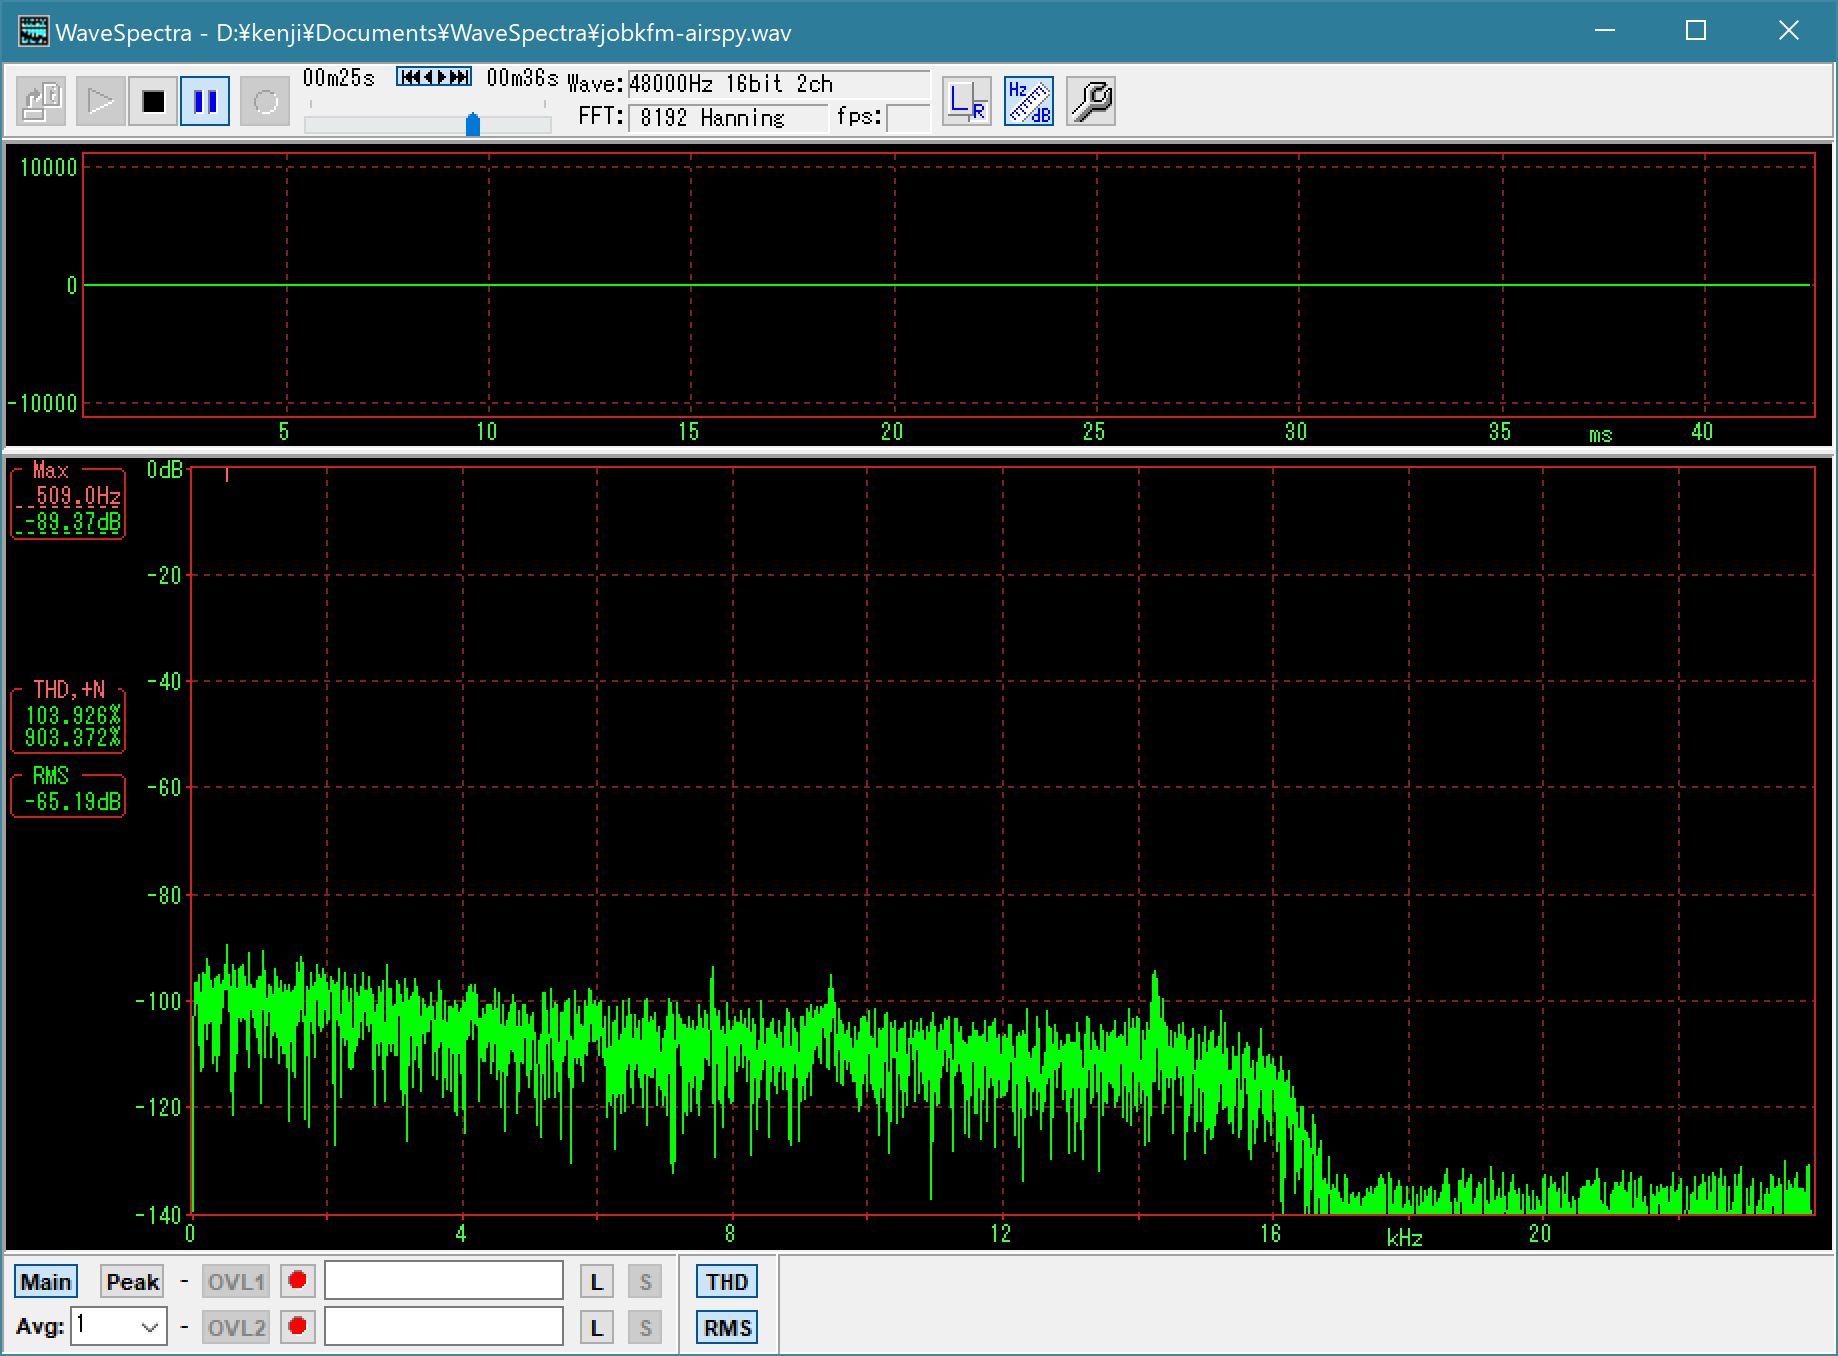 WaveSpectra - D:¥kenji¥Documents¥WaveSpectra¥jobkfm-airspy.wav
00m25s 00m36s Wave: 48000Hz 16bit 2ch
FFT: 8192 Hanning fps:
L R
Hz dB
10000
0
-10000
5 10 15 20 25 30 35 ms 40
Max
509.0Hz
-89.37dB
THD,+N
103.926%
903.372%
RMS
-65.19dB
0dB
-20
-40
-60
-80
-100
-120
-140
0 4 8 12 16 kHz 20
Main Peak - OVL1 L S THD
Avg: 1 - OVL2 L S RMS